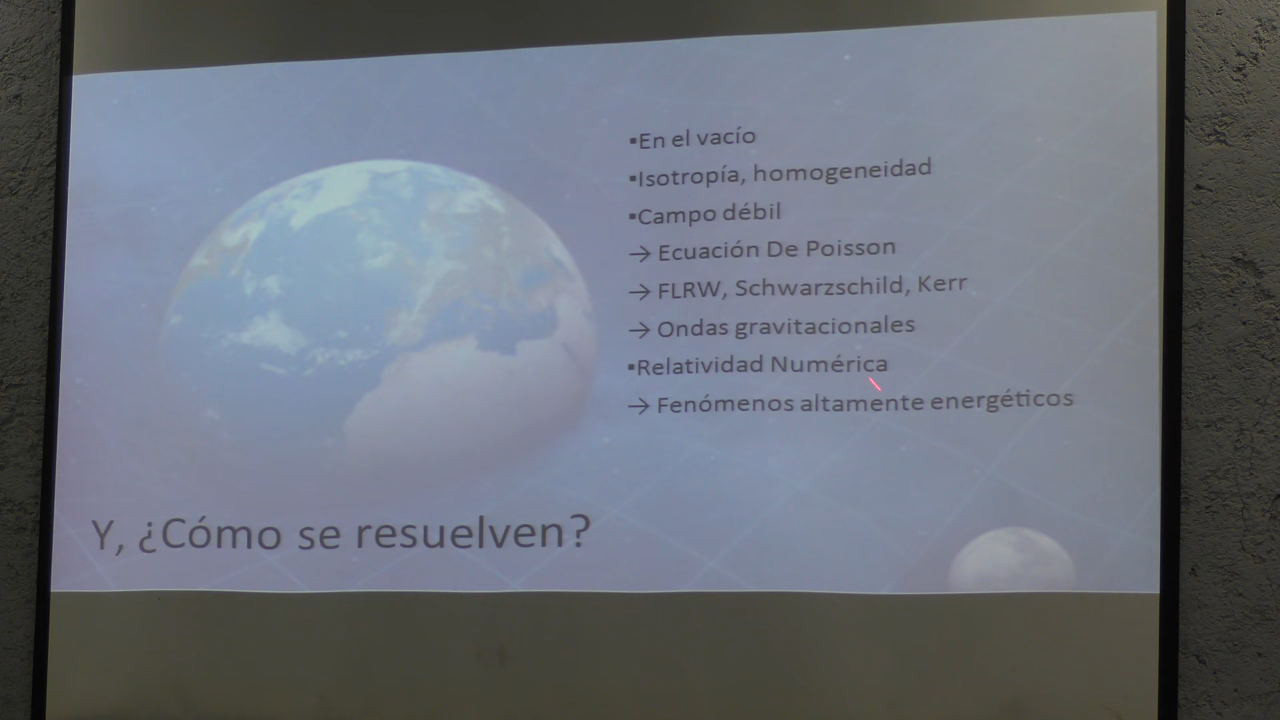 ▪En el vacío
▪Isotropía, homogeneidad
▪Campo débil
→ Ecuación De Poisson
→ FLRW, Schwarzschild, Kerr
→ Ondas gravitacionales
▪Relatividad Numérica
→ Fenómenos altamente energéticos
Y, ¿Cómo se resuelven?